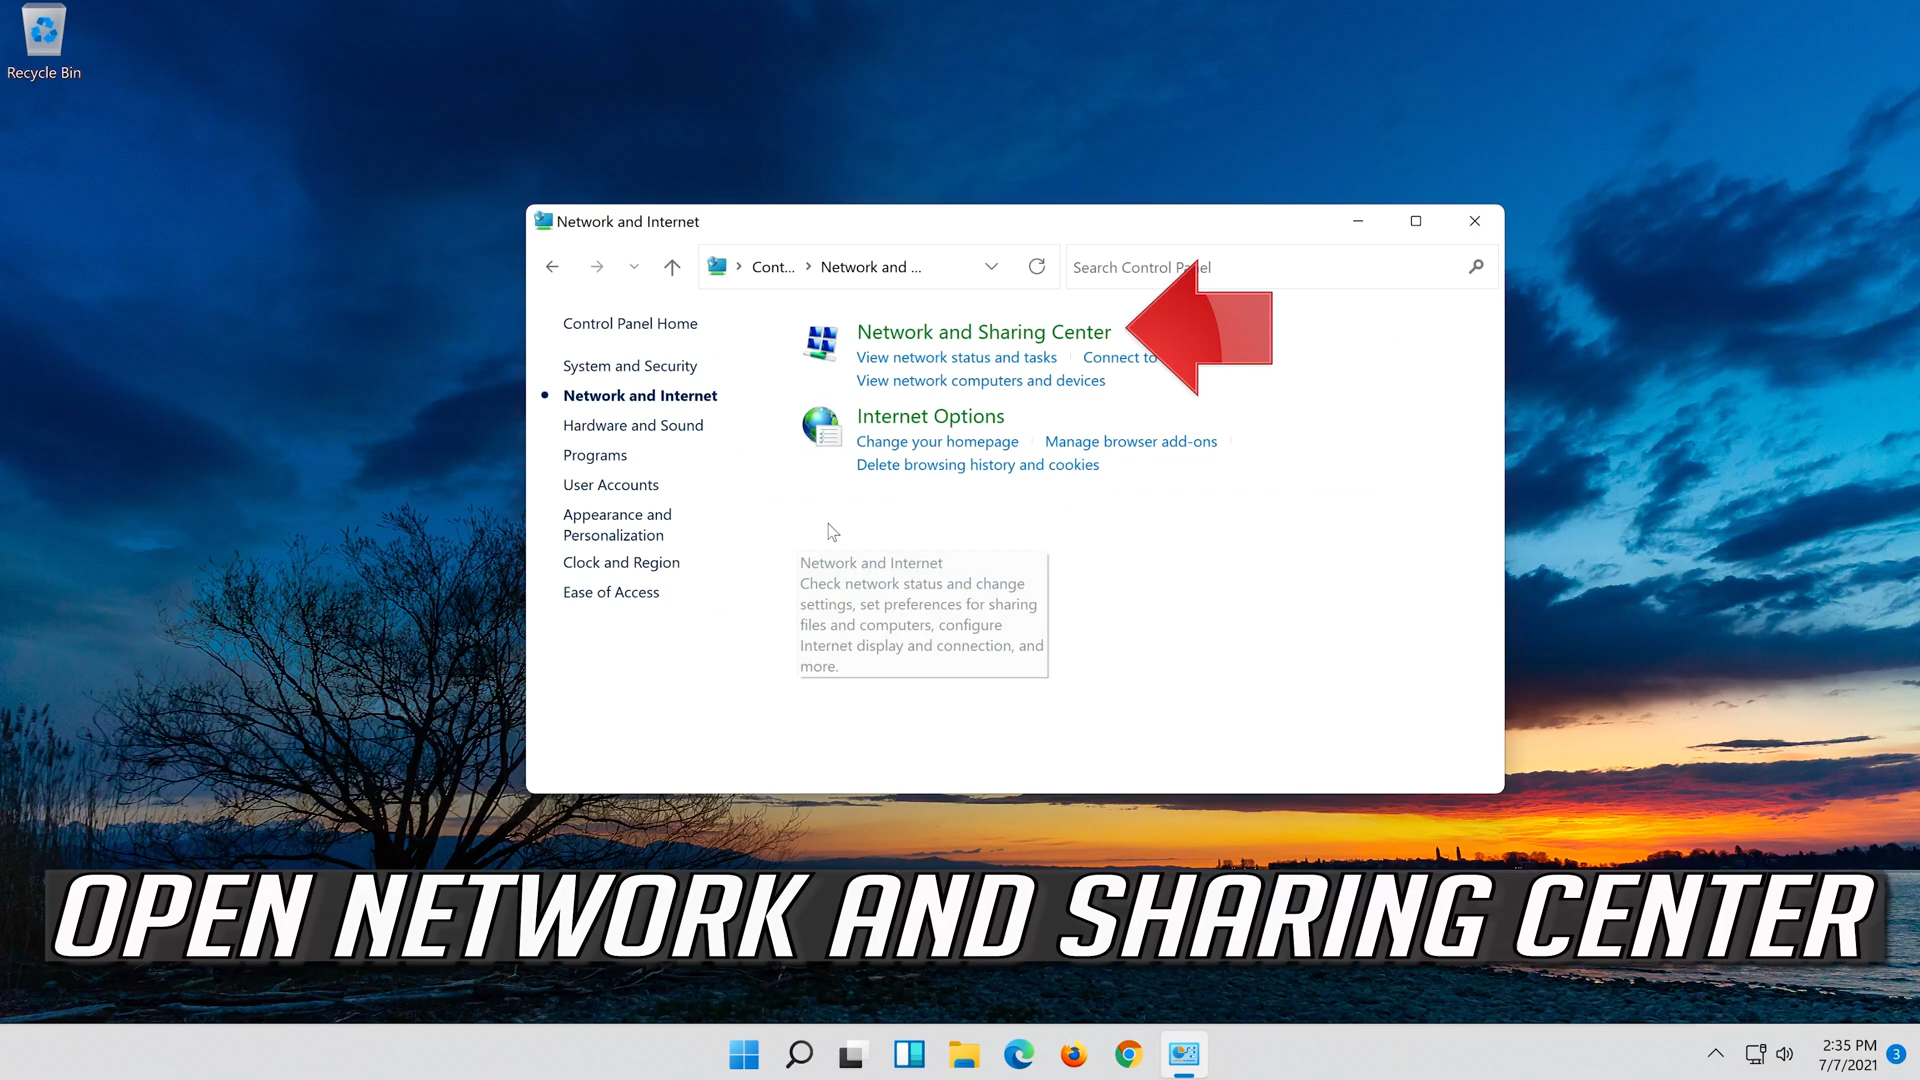 Recycle Bin
Network and Internet
Cont... Network and ...
Search Control Panel
Control Panel Home
System and Security
Network and Internet
Hardware and Sound
Programs
User Accounts
Appearance and
Personalization
Clock and Region
Ease of Access
Network and Sharing Center
View network status and tasks Connect to
View network computers and devices
Internet Options
Change your homepage Manage browser add-ons
Delete browsing history and cookies
Network and Internet
Check network status and change
settings, set preferences for sharing
files and computers, configure
Internet display and connection, and
more.
OPEN NETWORK AND SHARING CENTER
2:35 PM
7/7/2021
3